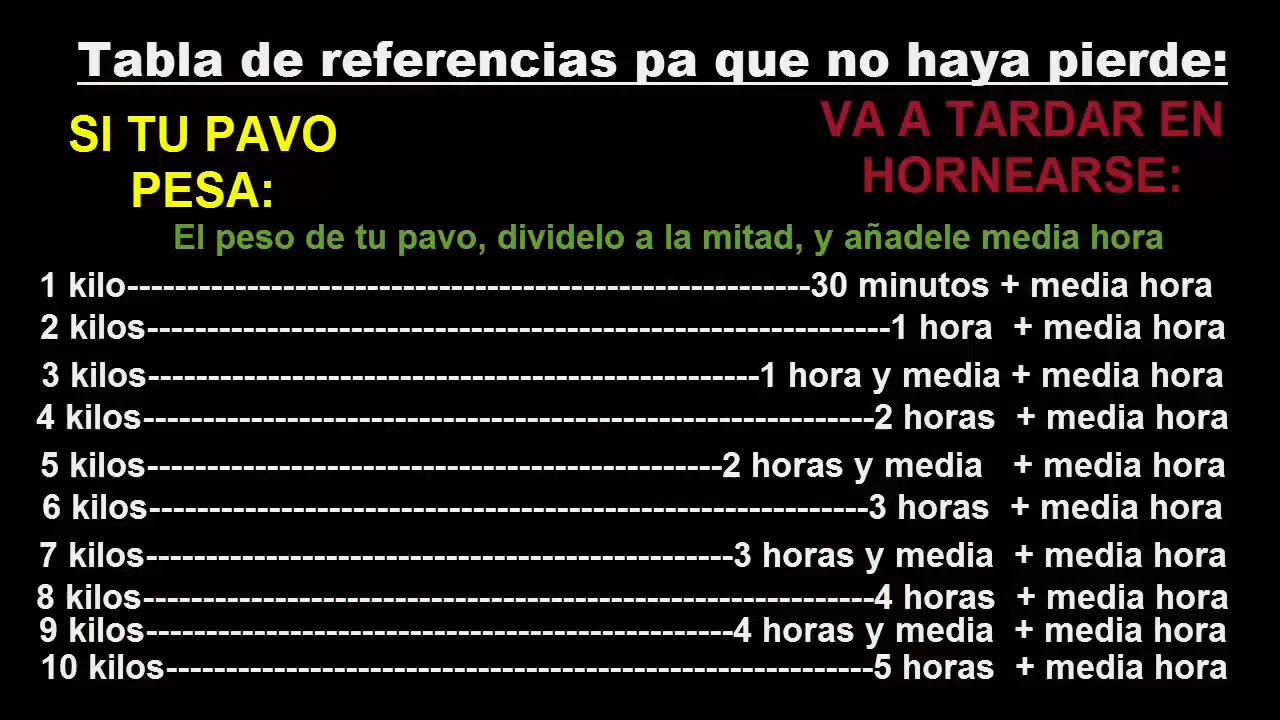 Tabla de referencias pa que no haya pierde:
SI TU PAVO
PESA:
VA A TARDAR EN
HORNEARSE:
El peso de tu pavo, dividelo a la mitad, y añadele media hora
1 kilo---------------------------------------------------------30 minutos + media hora
2 kilos--------------------------------------------------------------1 hora + media hora
3 kilos---------------------------------------------------1 hora y media + media hora
4 kilos-------------------------------------------------------------2 horas + media hora
5 kilos------------------------------------------------2 horas y media + media hora
6 kilos------------------------------------------------------------3 horas + media hora
7 kilos-------------------------------------------------3 horas y media + media hora
8 kilos-------------------------------------------------------------4 horas + media hora
9 kilos-------------------------------------------------4 horas y media + media hora
10 kilos-----------------------------------------------------------5 horas + media hora